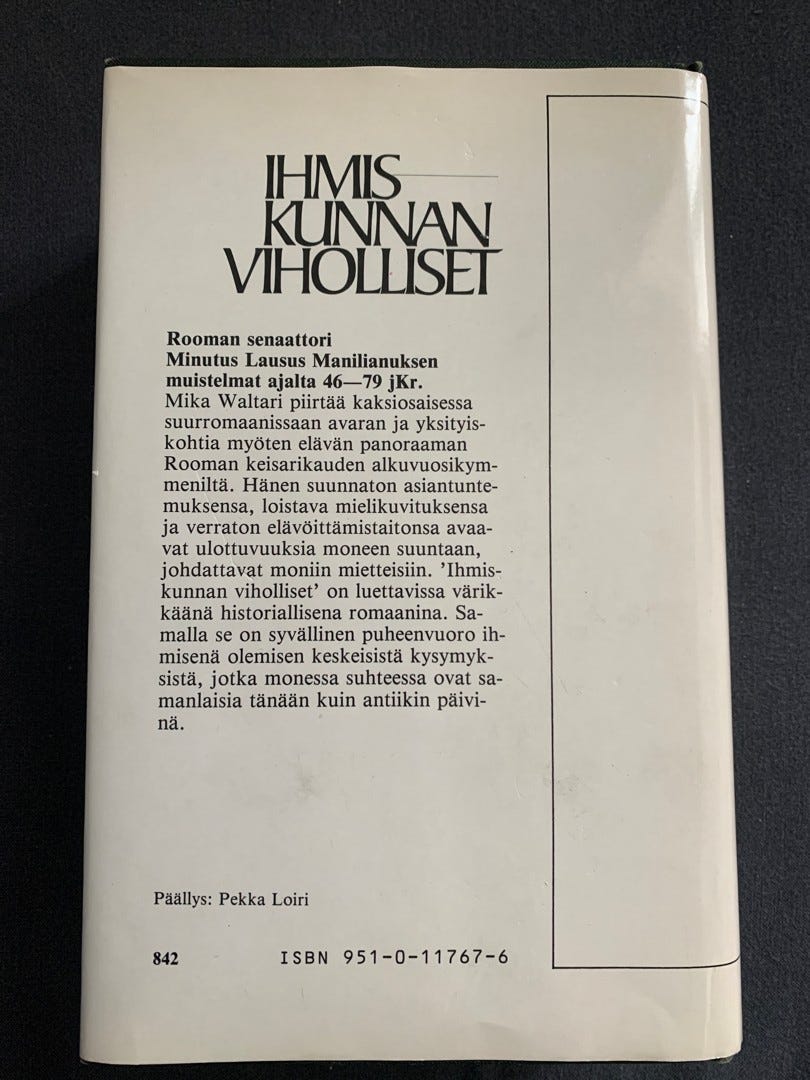 IHMIS
KUNNAN
VIHOLLISET
Rooman senaattori
Minutus Lausus Manilianuksen
muistelmat ajalta 46—79 jKr.
Mika Waltari piirtää kaksiosaisessa
suurromaanissaan avaran ja yksityis-
kohtia myöten elävän panoraaman
Rooman keisarikauden alkuvuosikym-
meniltä. Hänen suunnaton asiantunte-
muksensa, loistava mielikuvituksensa
ja verraton elävöittämistaitonsa avaa-
vat ulottuvuuksia moneen suuntaan,
johdattavat moniin mietteisiin. 'Ihmis-
kunnan viholliset' on luettavissa värik-
käänä historiallisena romaanina. Sa-
malla se on syvällinen puheenvuoro ih-
misenä olemisen keskeisistä kysymyk-
sistä, jotka monessa suhteessa ovat sa-
manlaisia tänään kuin antiikin päivi-
nä.
Päällys: Pekka Loiri
842 ISBN 951-0-11767-6